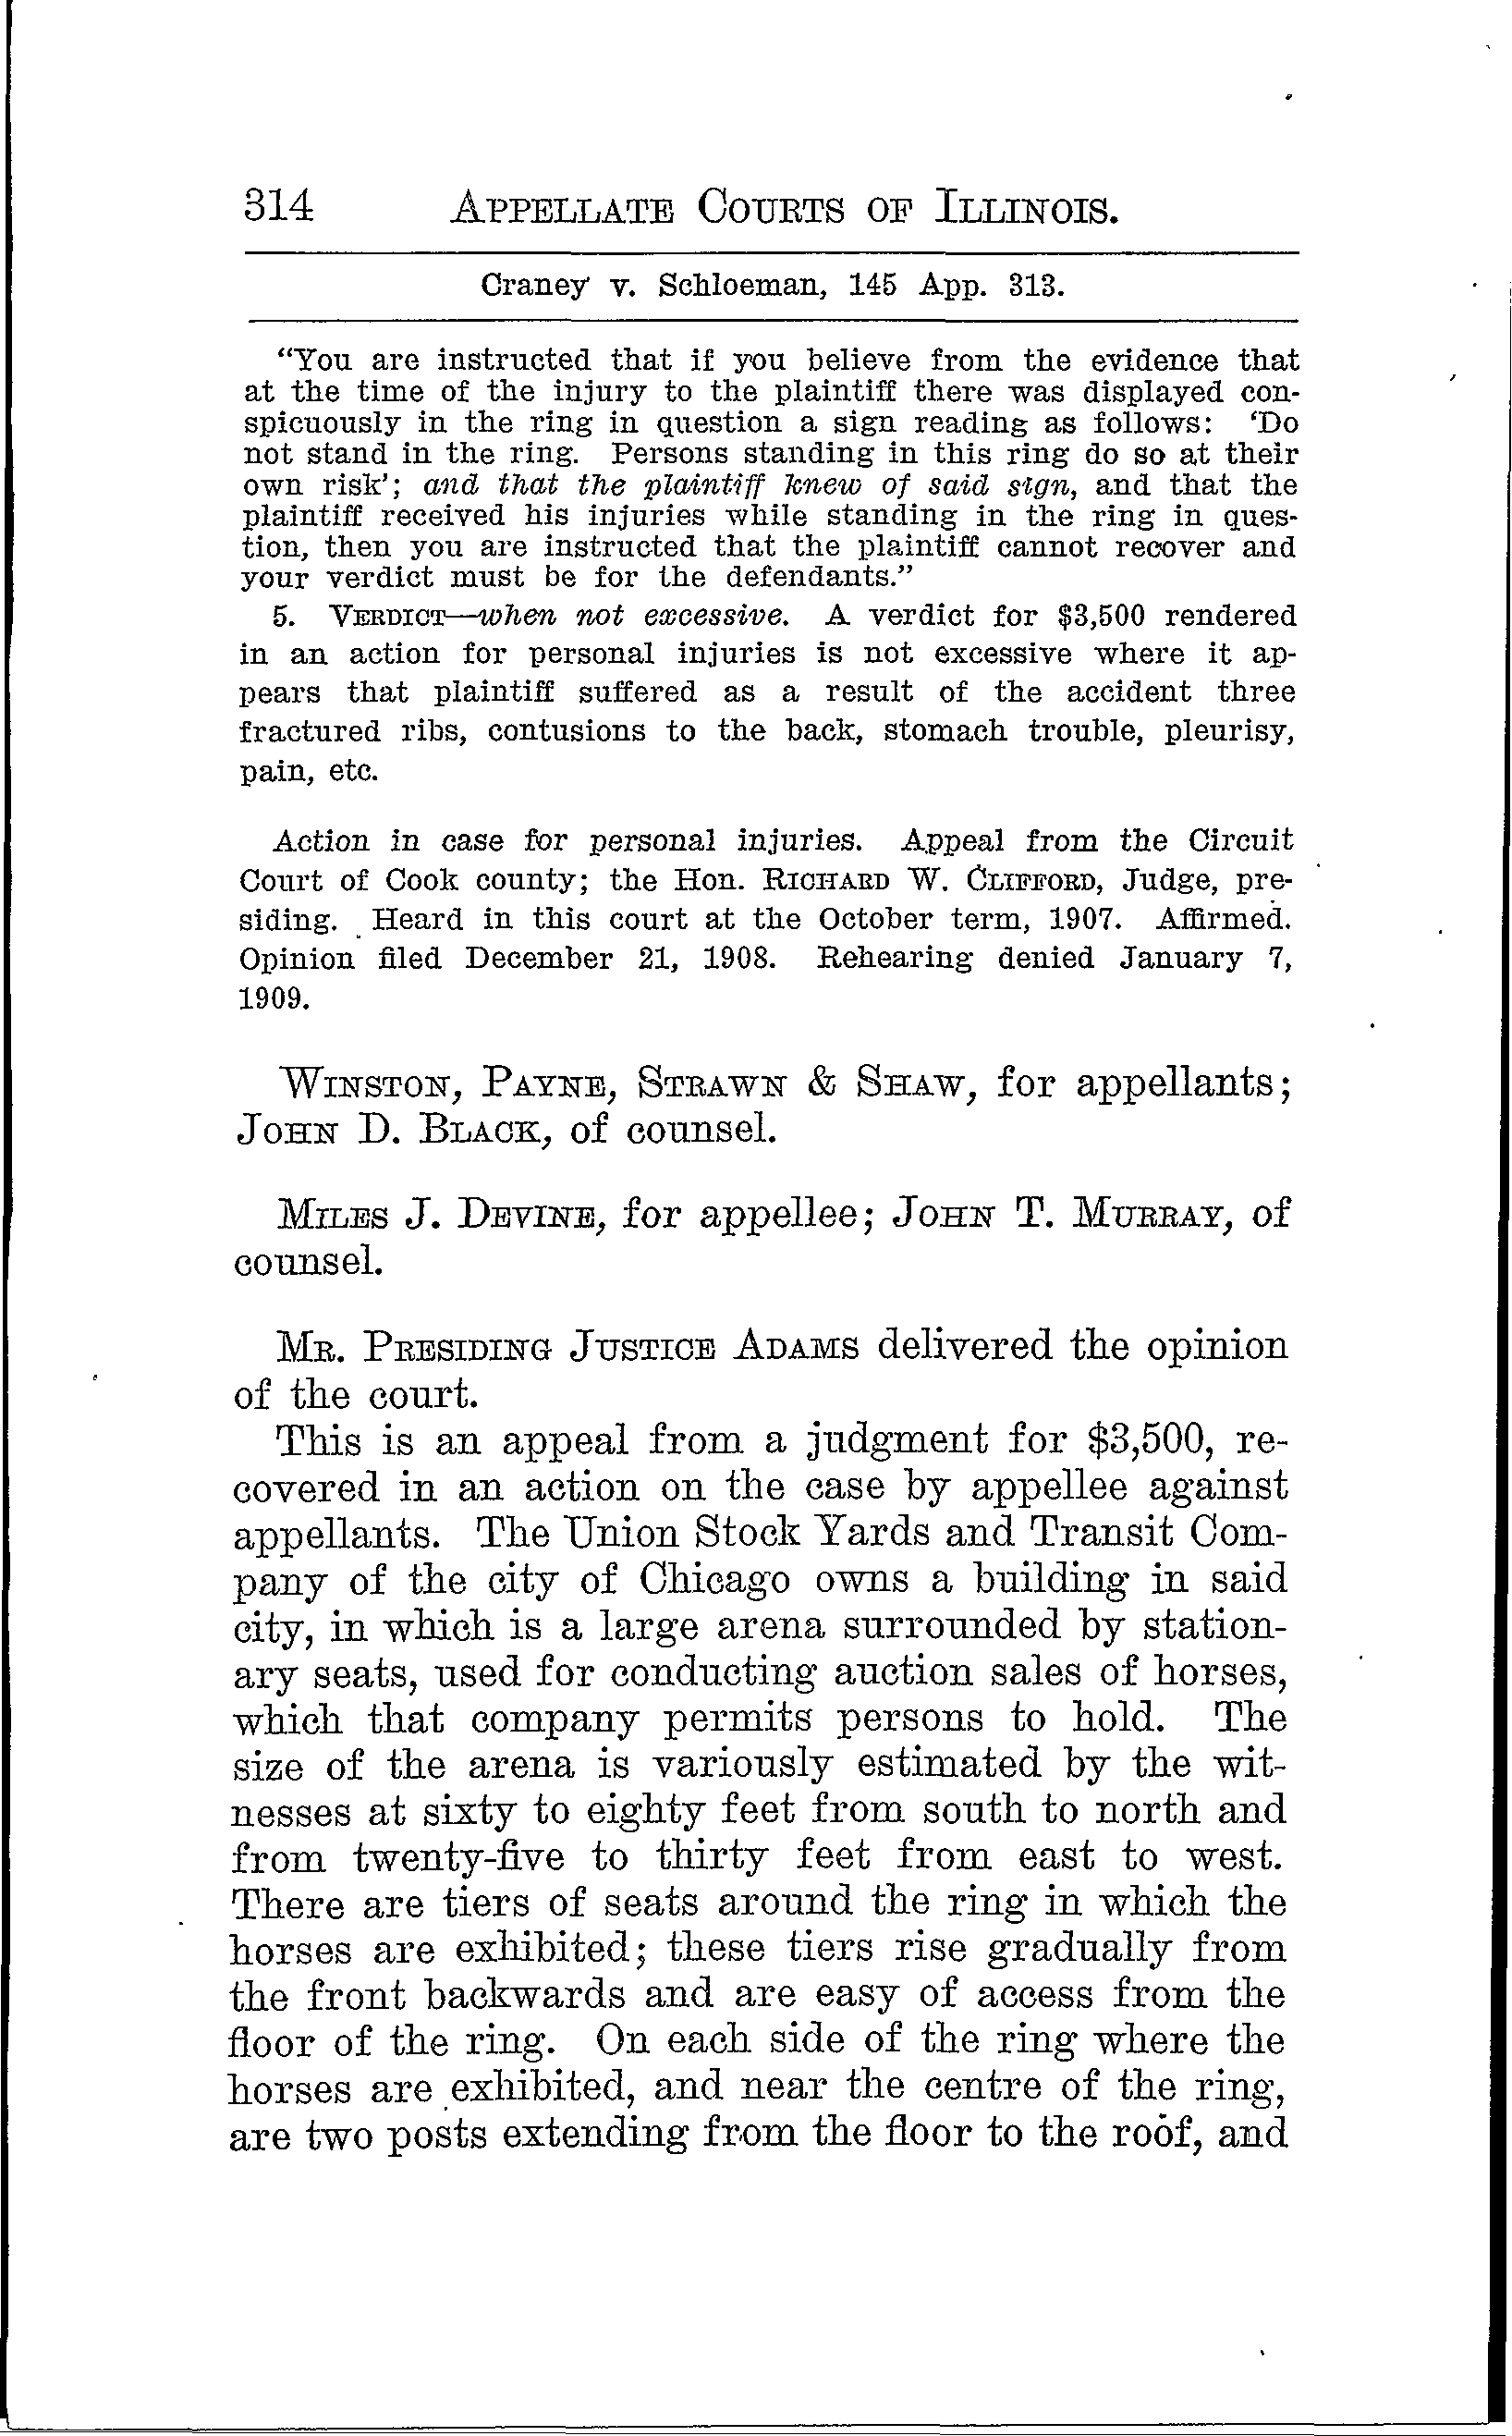 314 APPELLATE COURTS OF ILLINOIS.
Craney v. Schloeman, 145 App. 313.
"You are instructed that if you believe from the evidence that
at the time of the injury to the plaintiff there was displayed con-
spicuously in the ring in question a sign reading as follows: 'Do
not stand in the ring. Persons standing in this ring do so at their
own risk'; and that the plaintiff knew of said sign, and that the
plaintiff received his injuries while standing in the ring in ques-
tion, then you are instructed that the plaintiff cannot recover and
your verdict must be for the defendants."
5. VERDICT—when not excessive. A verdict for $3,500 rendered
in an action for personal injuries is not excessive where it ap-
pears that plaintiff suffered as a result of the accident three
fractured ribs, contusions to the back, stomach trouble, pleurisy,
pain, etc.
Action in case for personal injuries. Appeal from the Circuit
Court of Cook county; the Hon. RICHARD W. CLIFFORD, Judge, pre-
siding. Heard in this court at the October term, 1907. Affirmed.
Opinion filed December 21, 1908. Rehearing denied January 7,
1909.
WINSTON, PAYNE, STRAWN & SHAW, for appellants;
JOHN D. BLACK, of counsel.
MILES J. DEVINE, for appellee; JOHN T. MURRAY, of
counsel.
MR. PRESIDING JUSTICE ADAMS delivered the opinion
of the court.
This is an appeal from a judgment for $3,500, re-
covered in an action on the case by appellee against
appellants. The Union Stock Yards and Transit Com-
pany of the city of Chicago owns a building in said
city, in which is a large arena surrounded by station-
ary seats, used for conducting auction sales of horses,
which that company permits persons to hold. The
size of the arena is variously estimated by the wit-
nesses at sixty to eighty feet from south to north and
from twenty-five to thirty feet from east to west.
There are tiers of seats around the ring in which the
horses are exhibited; these tiers rise gradually from
the front backwards and are easy of access from the
floor of the ring. On each side of the ring where the
horses are exhibited, and near the centre of the ring,
are two posts extending from the floor to the roof, and